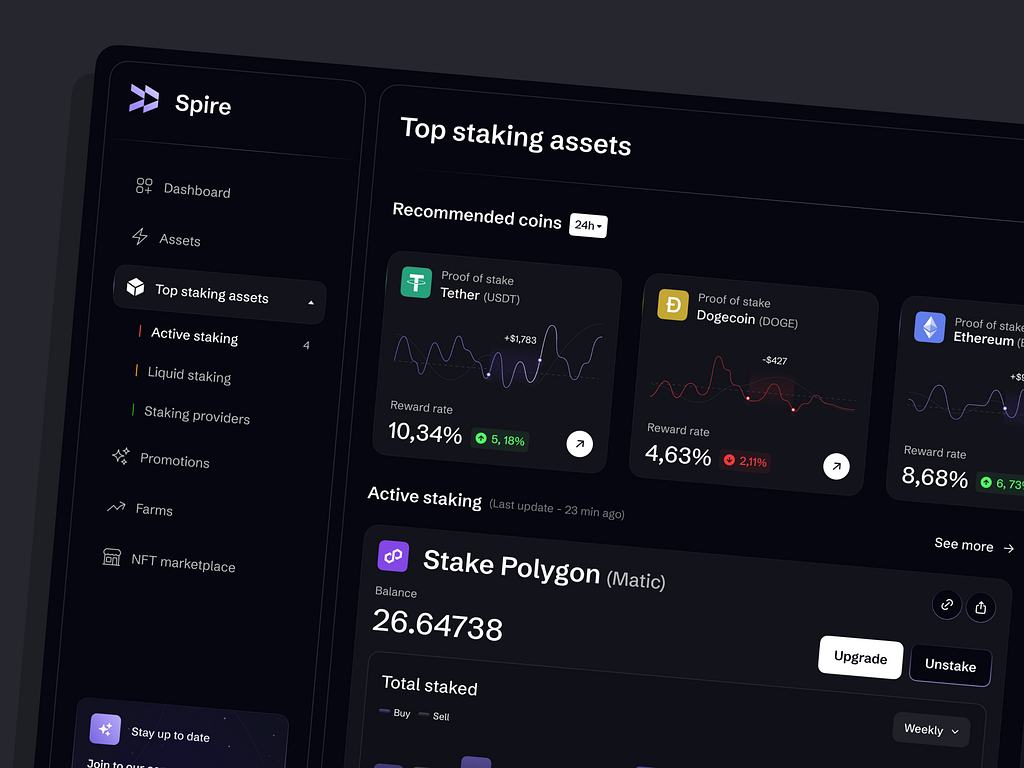 Spire
Dashboard
Assets
Top staking assets
Active staking
4
Liquid staking
Staking providers
Promotions
Farms
NFT marketplace
Stay up to date
Join to our
Top staking assets
Recommended coins
24h
Proof of stake
Tether (USDT)
+$1,783
Reward rate
10,34%
5, 18%
Proof of stake
Dogecoin (DOGE)
-$427
Reward rate
4,63%
2,11%
Proof of stake
Ethereum
Reward rate
8,68%
6, 73%
Active staking (Last update - 23 min ago)
See more
Stake Polygon (Matic)
Balance
26.64738
Upgrade
Unstake
Total staked
Buy
Sell
Weekly